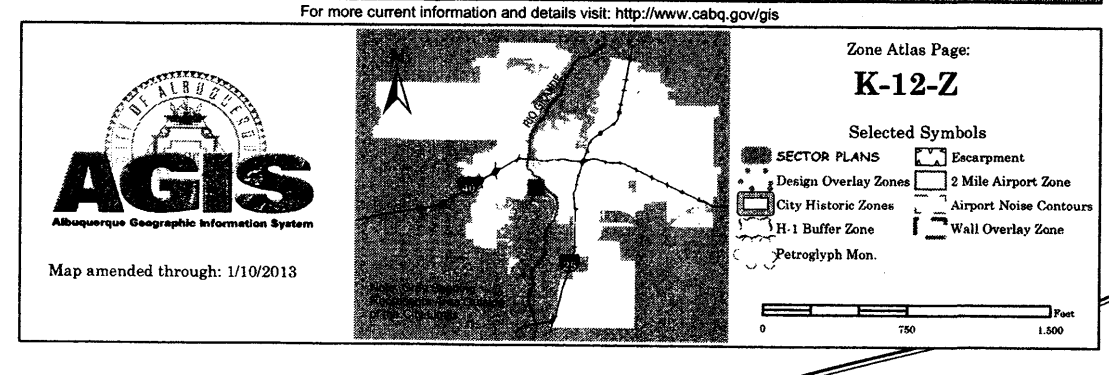 For more current information and details visit: http://www.cabq.gov/gis
CITY OF ALBUQUERQUE
AGIS
Albuquerque Geographic Information System
Map amended through: 1/10/2013
RIO GRANDE
Zone Atlas Page:
K-12-Z
Selected Symbols
SECTOR PLANS
Escarpment
Design Overlay Zones
2 Mile Airport Zone
City Historic Zones
Airport Noise Contours
H-1 Buffer Zone
Wall Overlay Zone
Petroglyph Mon.
Feet
0 750 1,500